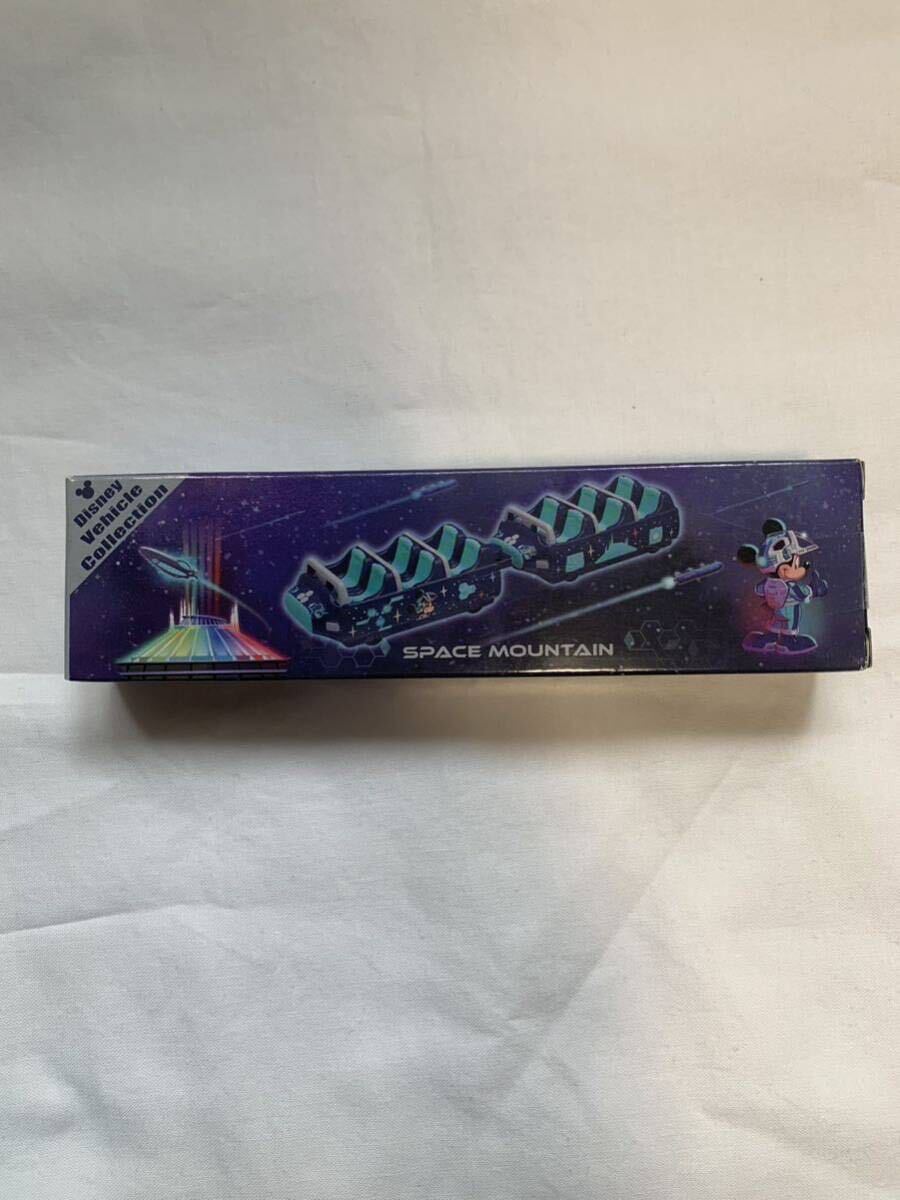 Disney
Vehicle
Collection
SPACE MOUNTAIN